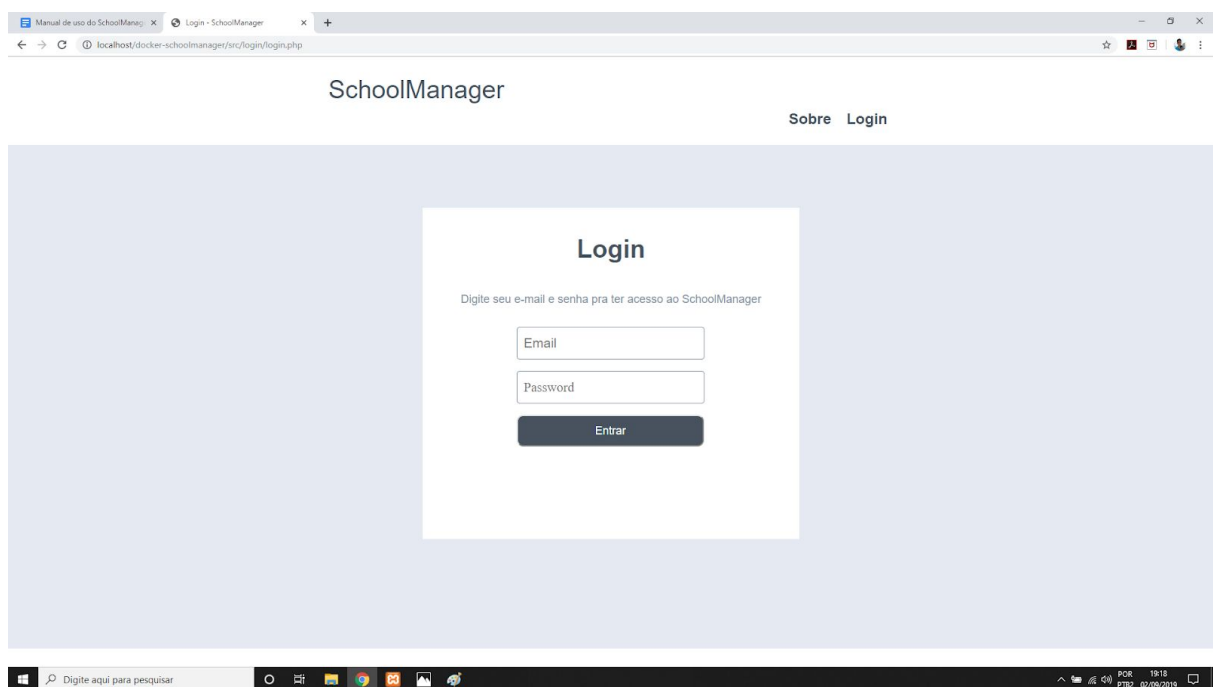 Manual de uso do SchoolManag
Login - SchoolManager
localhost/docker-schoolmanager/src/login/login.php
SchoolManager
Sobre Login
Login
Digite seu e-mail e senha pra ter acesso ao SchoolManager
Email
Password
Entrar
Digite aqui para pesquisar
POR 19:18
PTB2 02/09/2019